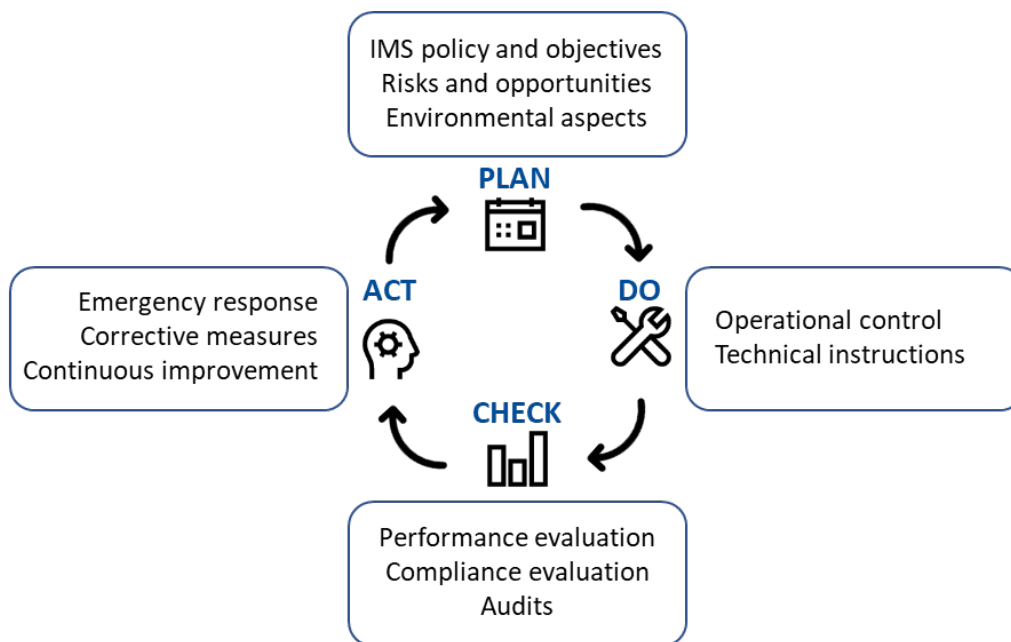 IMS policy and objectives
Risks and opportunities
Environmental aspects
PLAN
ACT
DO
Emergency response
Corrective measures
Continuous improvement
Operational control
Technical instructions
CHECK
Performance evaluation
Compliance evaluation
Audits